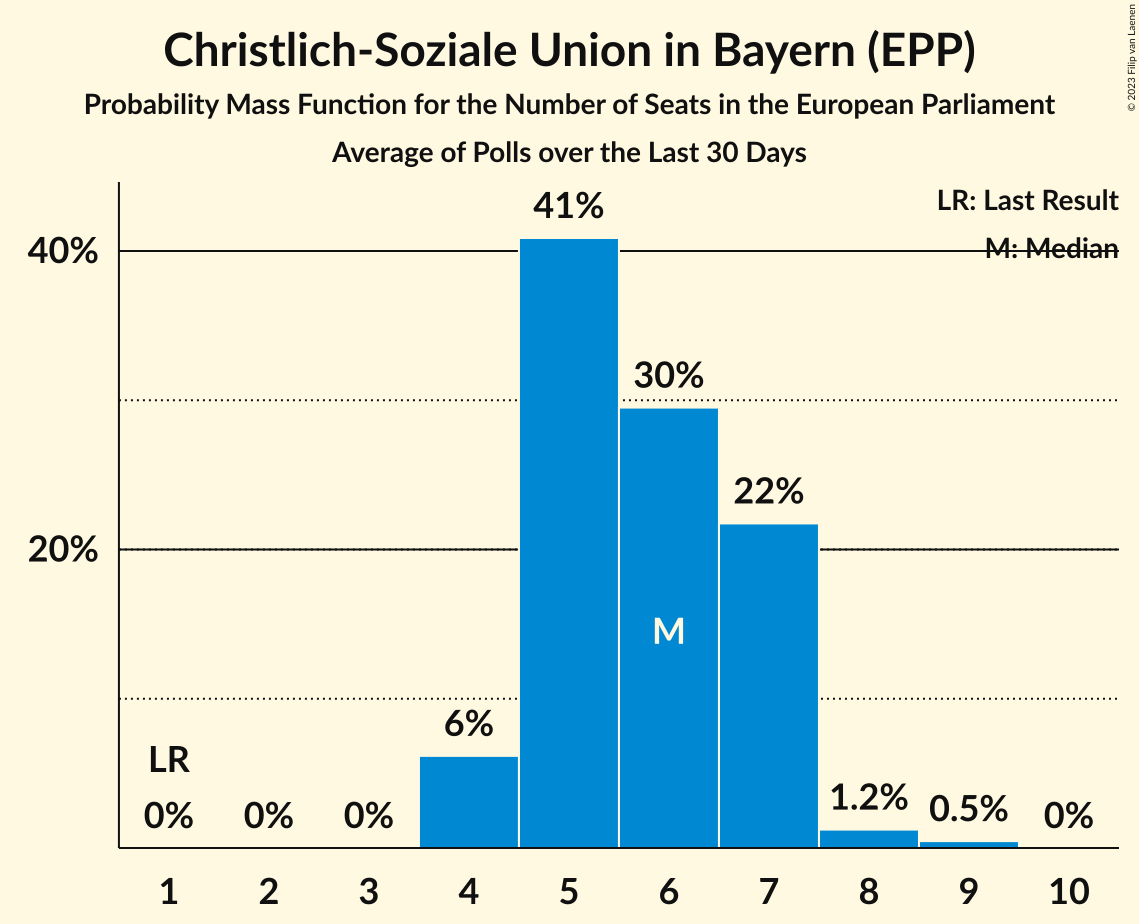 Christlich-Soziale Union in Bayern (EPP)
Probability Mass Function for the Number of Seats in the European Parliament
Average of Polls over the Last 30 Days
© 2023 Filip van Laenen
LR: Last Result
M: Median
41%
40%
30%
22%
20%
M
6%
LR
0% 0% 0% 1.2% 0.5% 0%
1 2 3 4 5 6 7 8 9 10